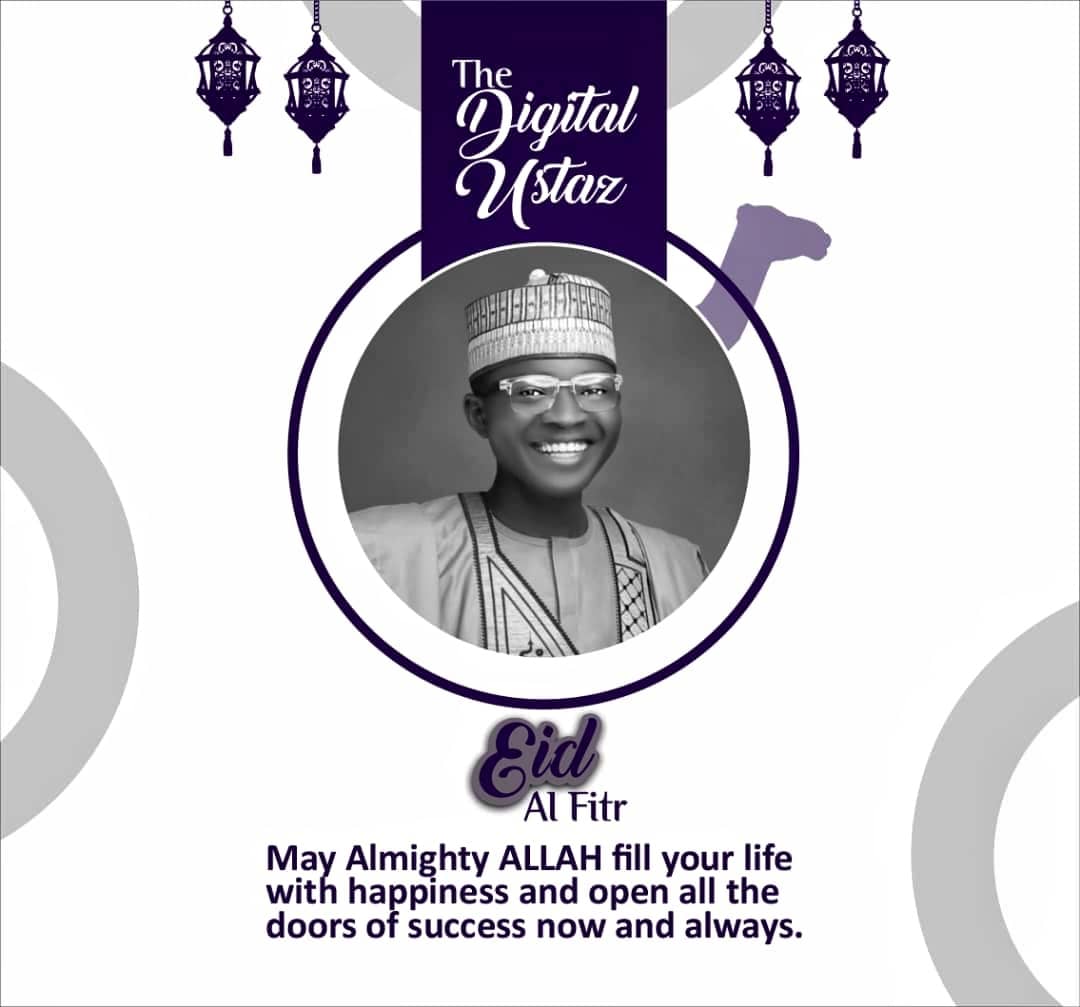 The
Digital
Ustaz
Eid
Al Fitr
May Almighty ALLAH fill your life
with happiness and open all the
doors of success now and always.